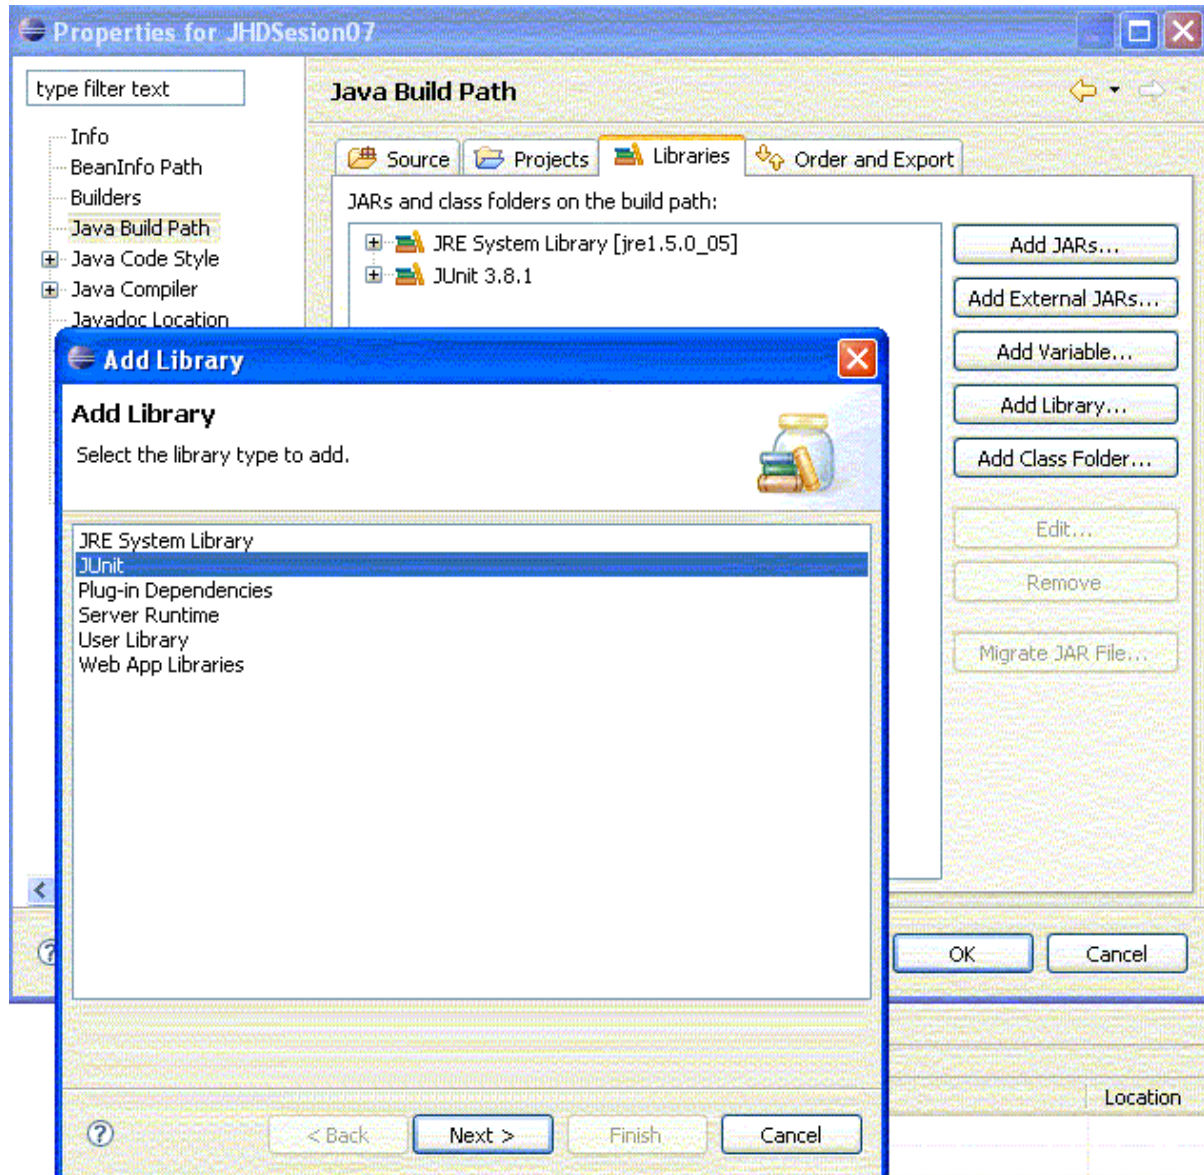 Properties for JHDSesion07
type filter text
Java Build Path
Info
BeanInfo Path
Builders
Java Build Path
Java Code Style
Java Compiler
Javadoc Location
Source
Projects
Libraries
Order and Export
JARs and class folders on the build path:
JRE System Library [jre1.5.0_05]
JUnit 3.8.1
Add JARs...
Add External JARs...
Add Variable...
Add Library...
Add Class Folder...
Edit...
Remove
Migrate JAR File...
OK
Cancel
Location
Add Library
Add Library
Select the library type to add.
JRE System Library
JUnit
Plug-in Dependencies
Server Runtime
User Library
Web App Libraries
?
< Back
Next >
Finish
Cancel